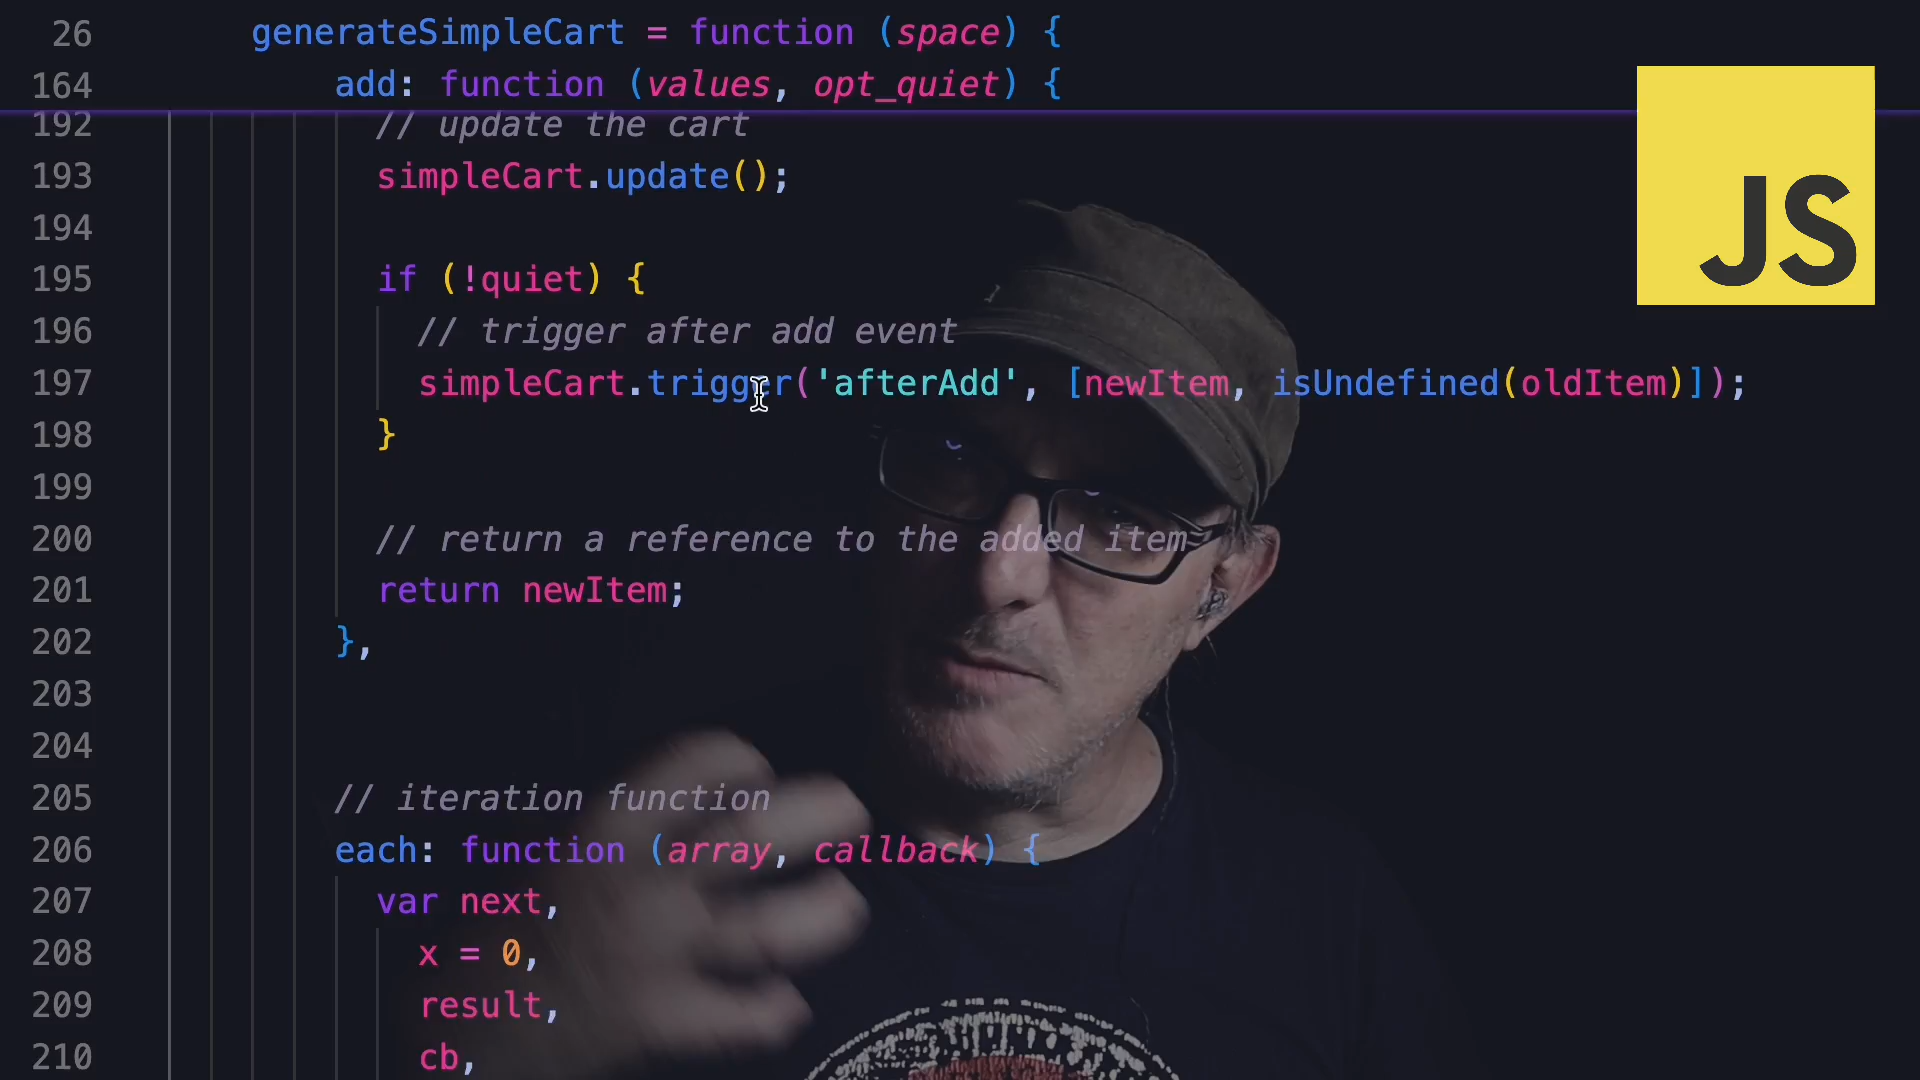 26 generateSimpleCart = function (space) {
164 add: function (values, opt_quiet) {
192 // update the cart
193 simpleCart.update();
194
195 if (!quiet) {
196 // trigger after add event
197 simpleCart.trigger('afterAdd', [newItem, isUndefined(oldItem)]);
198 }
199
200 // return a reference to the added item
201 return newItem;
202 },
203
204
205 // iteration function
206 each: function (array, callback) {
207 var next,
208 x = 0,
209 result,
210 cb,
JS